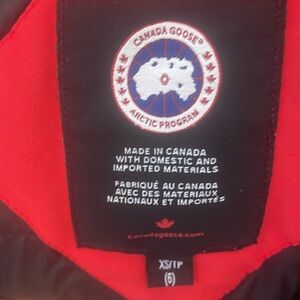 CANADA GOOSE®
ARCTIC PROGRAM
MADE IN CANADA
WITH DOMESTIC AND
IMPORTED MATERIALS
FABRIQUÉ AU CANADA
AVEC DES MATERIAUX
NATIONAUX ET IMPORTÉS
canadagoose.com
XS/TP
(6)